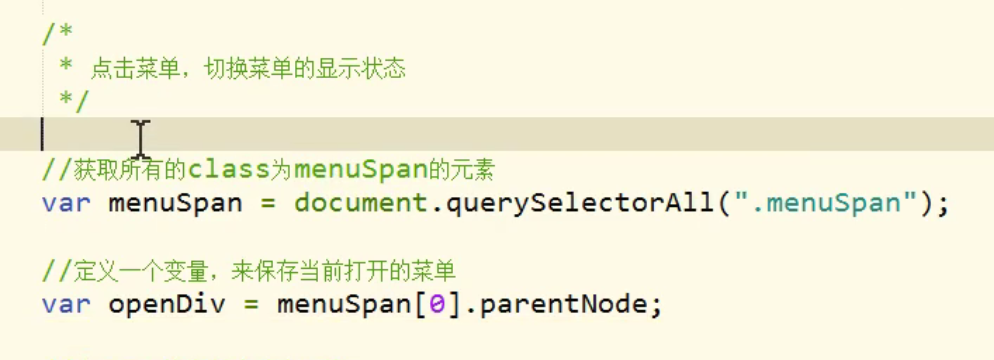 /*
* 点击菜单，切换菜单的显示状态
*/
//获取所有的class为menuSpan的元素
var menuSpan = document.querySelectorAll(".menuSpan");
//定义一个变量，来保存当前打开的菜单
var openDiv = menuSpan[0].parentNode;